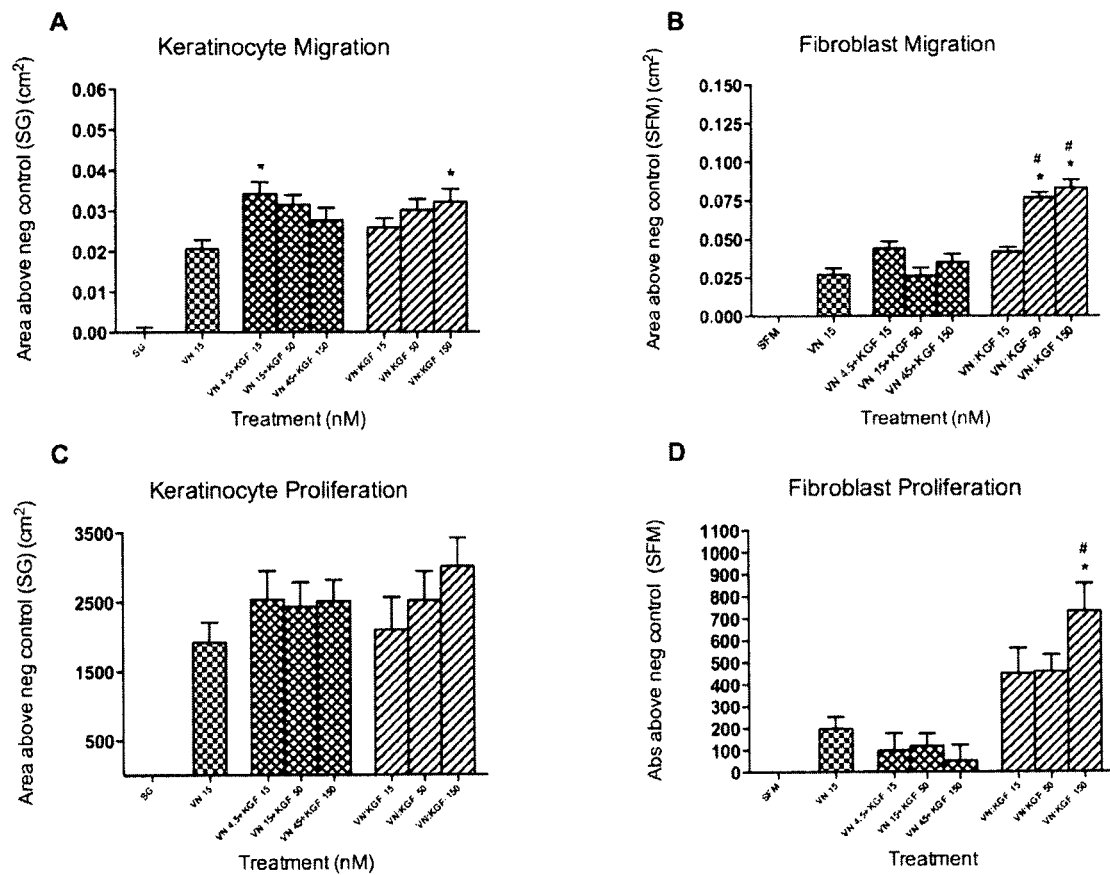 A
Keratinocyte Migration
Area above neg control (SG) (cm²)
0.06
0.05
0.04
0.03
0.02
0.01
0.00
*
*
SG
VN 15
VN 4.5+KGF 15
VN 15+KGF 50
VN 45+KGF 150
VN:KGF 15
VN:KGF 50
VN:KGF 150
Treatment (nM)
B
Fibroblast Migration
Area above neg control (SFM) (cm²)
0.150
0.125
0.100
0.075
0.050
0.025
0.000
#
*
#
*
SFM
VN 15
VN 4.5+KGF 15
VN 15+KGF 50
VN 45+KGF 150
VN:KGF 15
VN:KGF 50
VN:KGF 150
Treatment (nM)
C
Keratinocyte Proliferation
Area above neg control (SG) (cm²)
3500
2500
1500
500
SG
VN 15
VN 4.5+KGF 15
VN 15+KGF 50
VN 45+KGF 150
VN:KGF 15
VN:KGF 50
VN:KGF 150
Treatment (nM)
D
Fibroblast Proliferation
Abs above neg control (SFM)
1100
1000
900
800
700
600
500
400
300
200
100
0
#
*
SFM
VN 15
VN 4.5+KGF 15
VN 15+KGF 50
VN 45+KGF 150
VN:KGF 15
VN:KGF 50
VN:KGF 150
Treatment